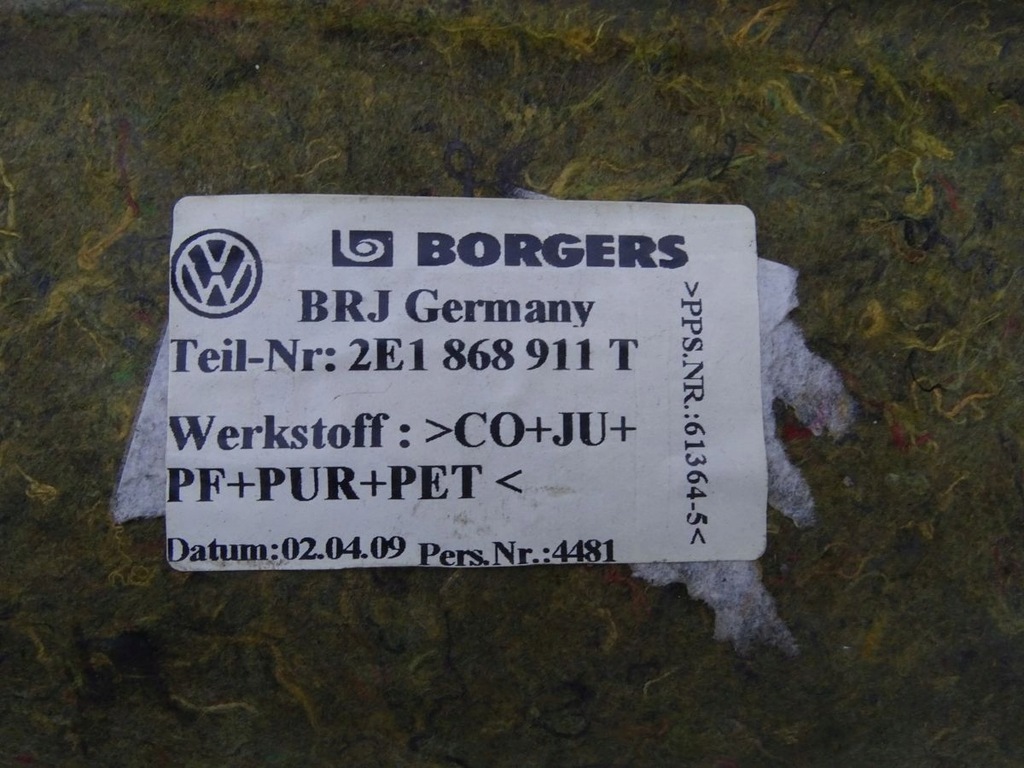 BORGERS
BRJ Germany
Teil-Nr: 2E1 868 911 T
Werkstoff : >CO+JU+
PF+PUR+PET <
Datum:02.04.09 Pers.Nr.:4481
>PPS.NR.:61364-5<